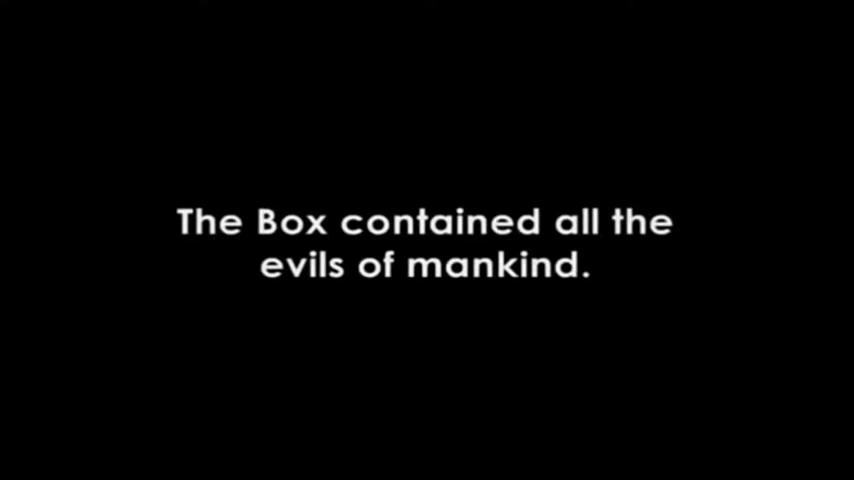 The Box contained all the
evils of mankind.